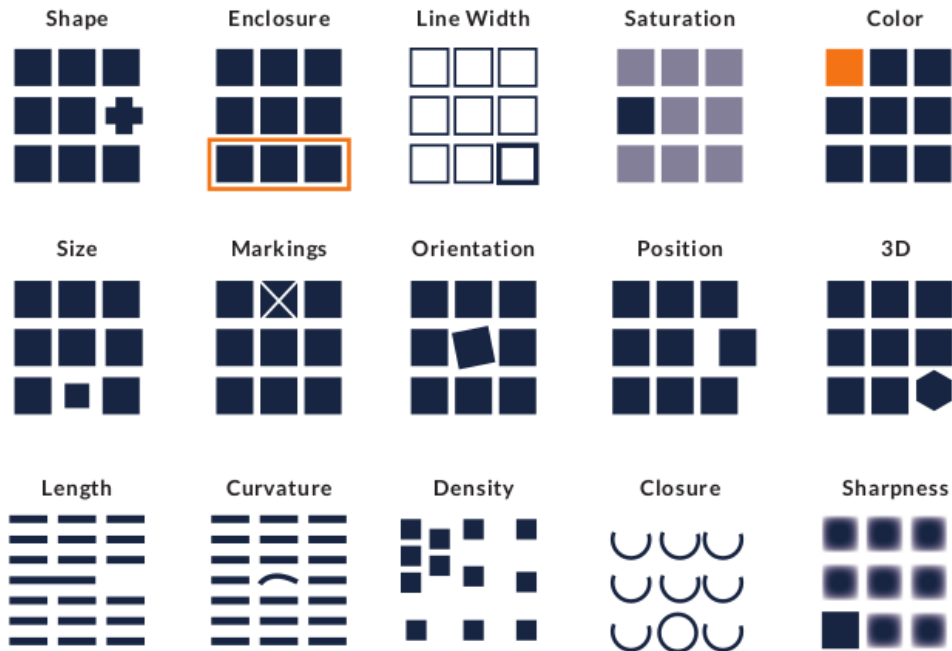 Shape
Enclosure
Line Width
Saturation
Color
Size
Markings
Orientation
Position
3D
Length
Curvature
Density
Closure
Sharpness